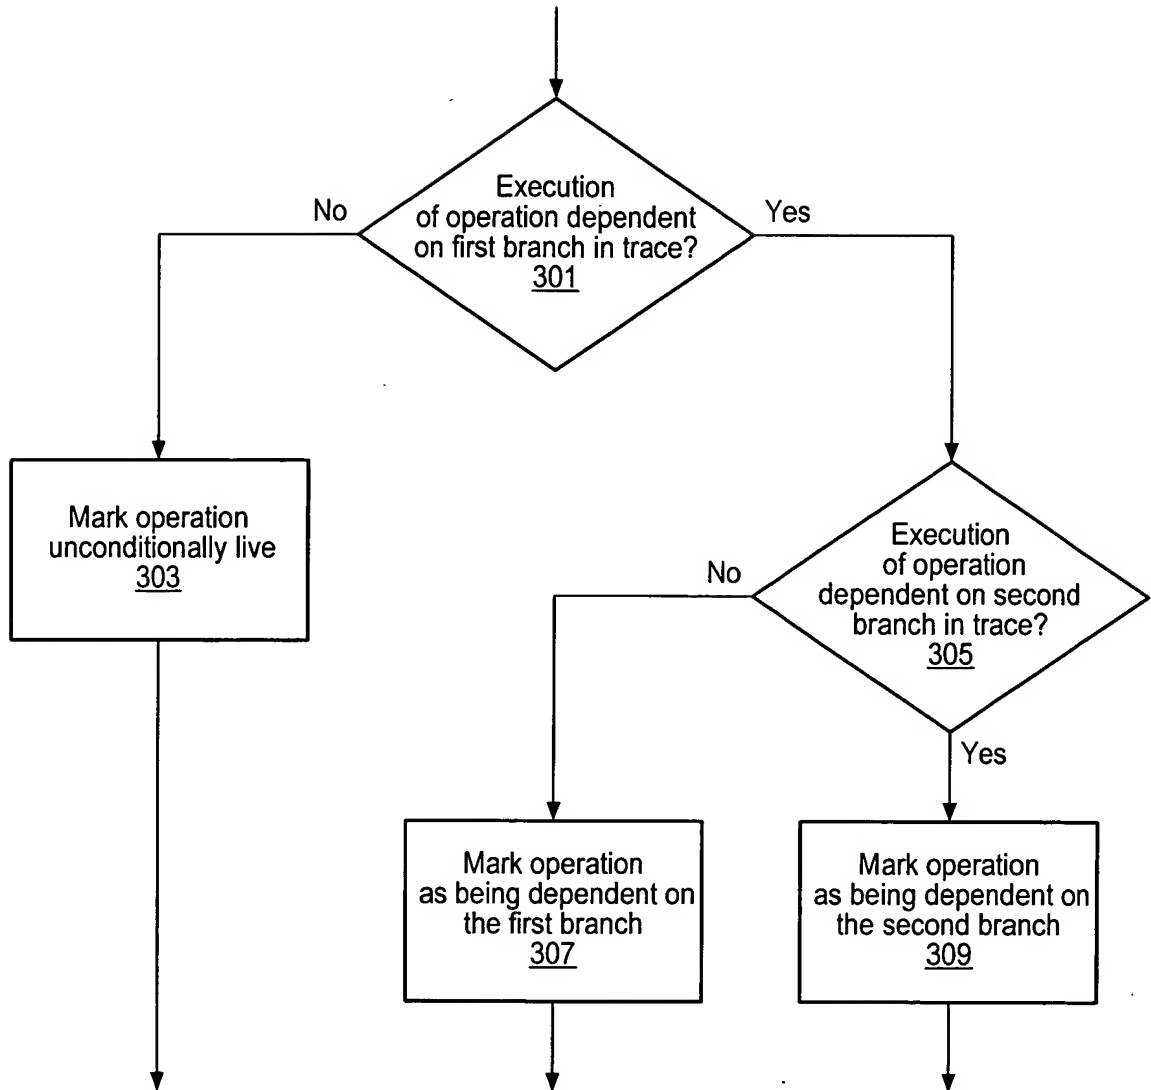 Execution
of operation dependent
on first branch in trace?
301
No
Yes
Mark operation
unconditionally live
303
Execution
of operation
dependent on second
branch in trace?
305
No
Yes
Mark operation
as being dependent on
the first branch
307
Mark operation
as being dependent on
the second branch
309